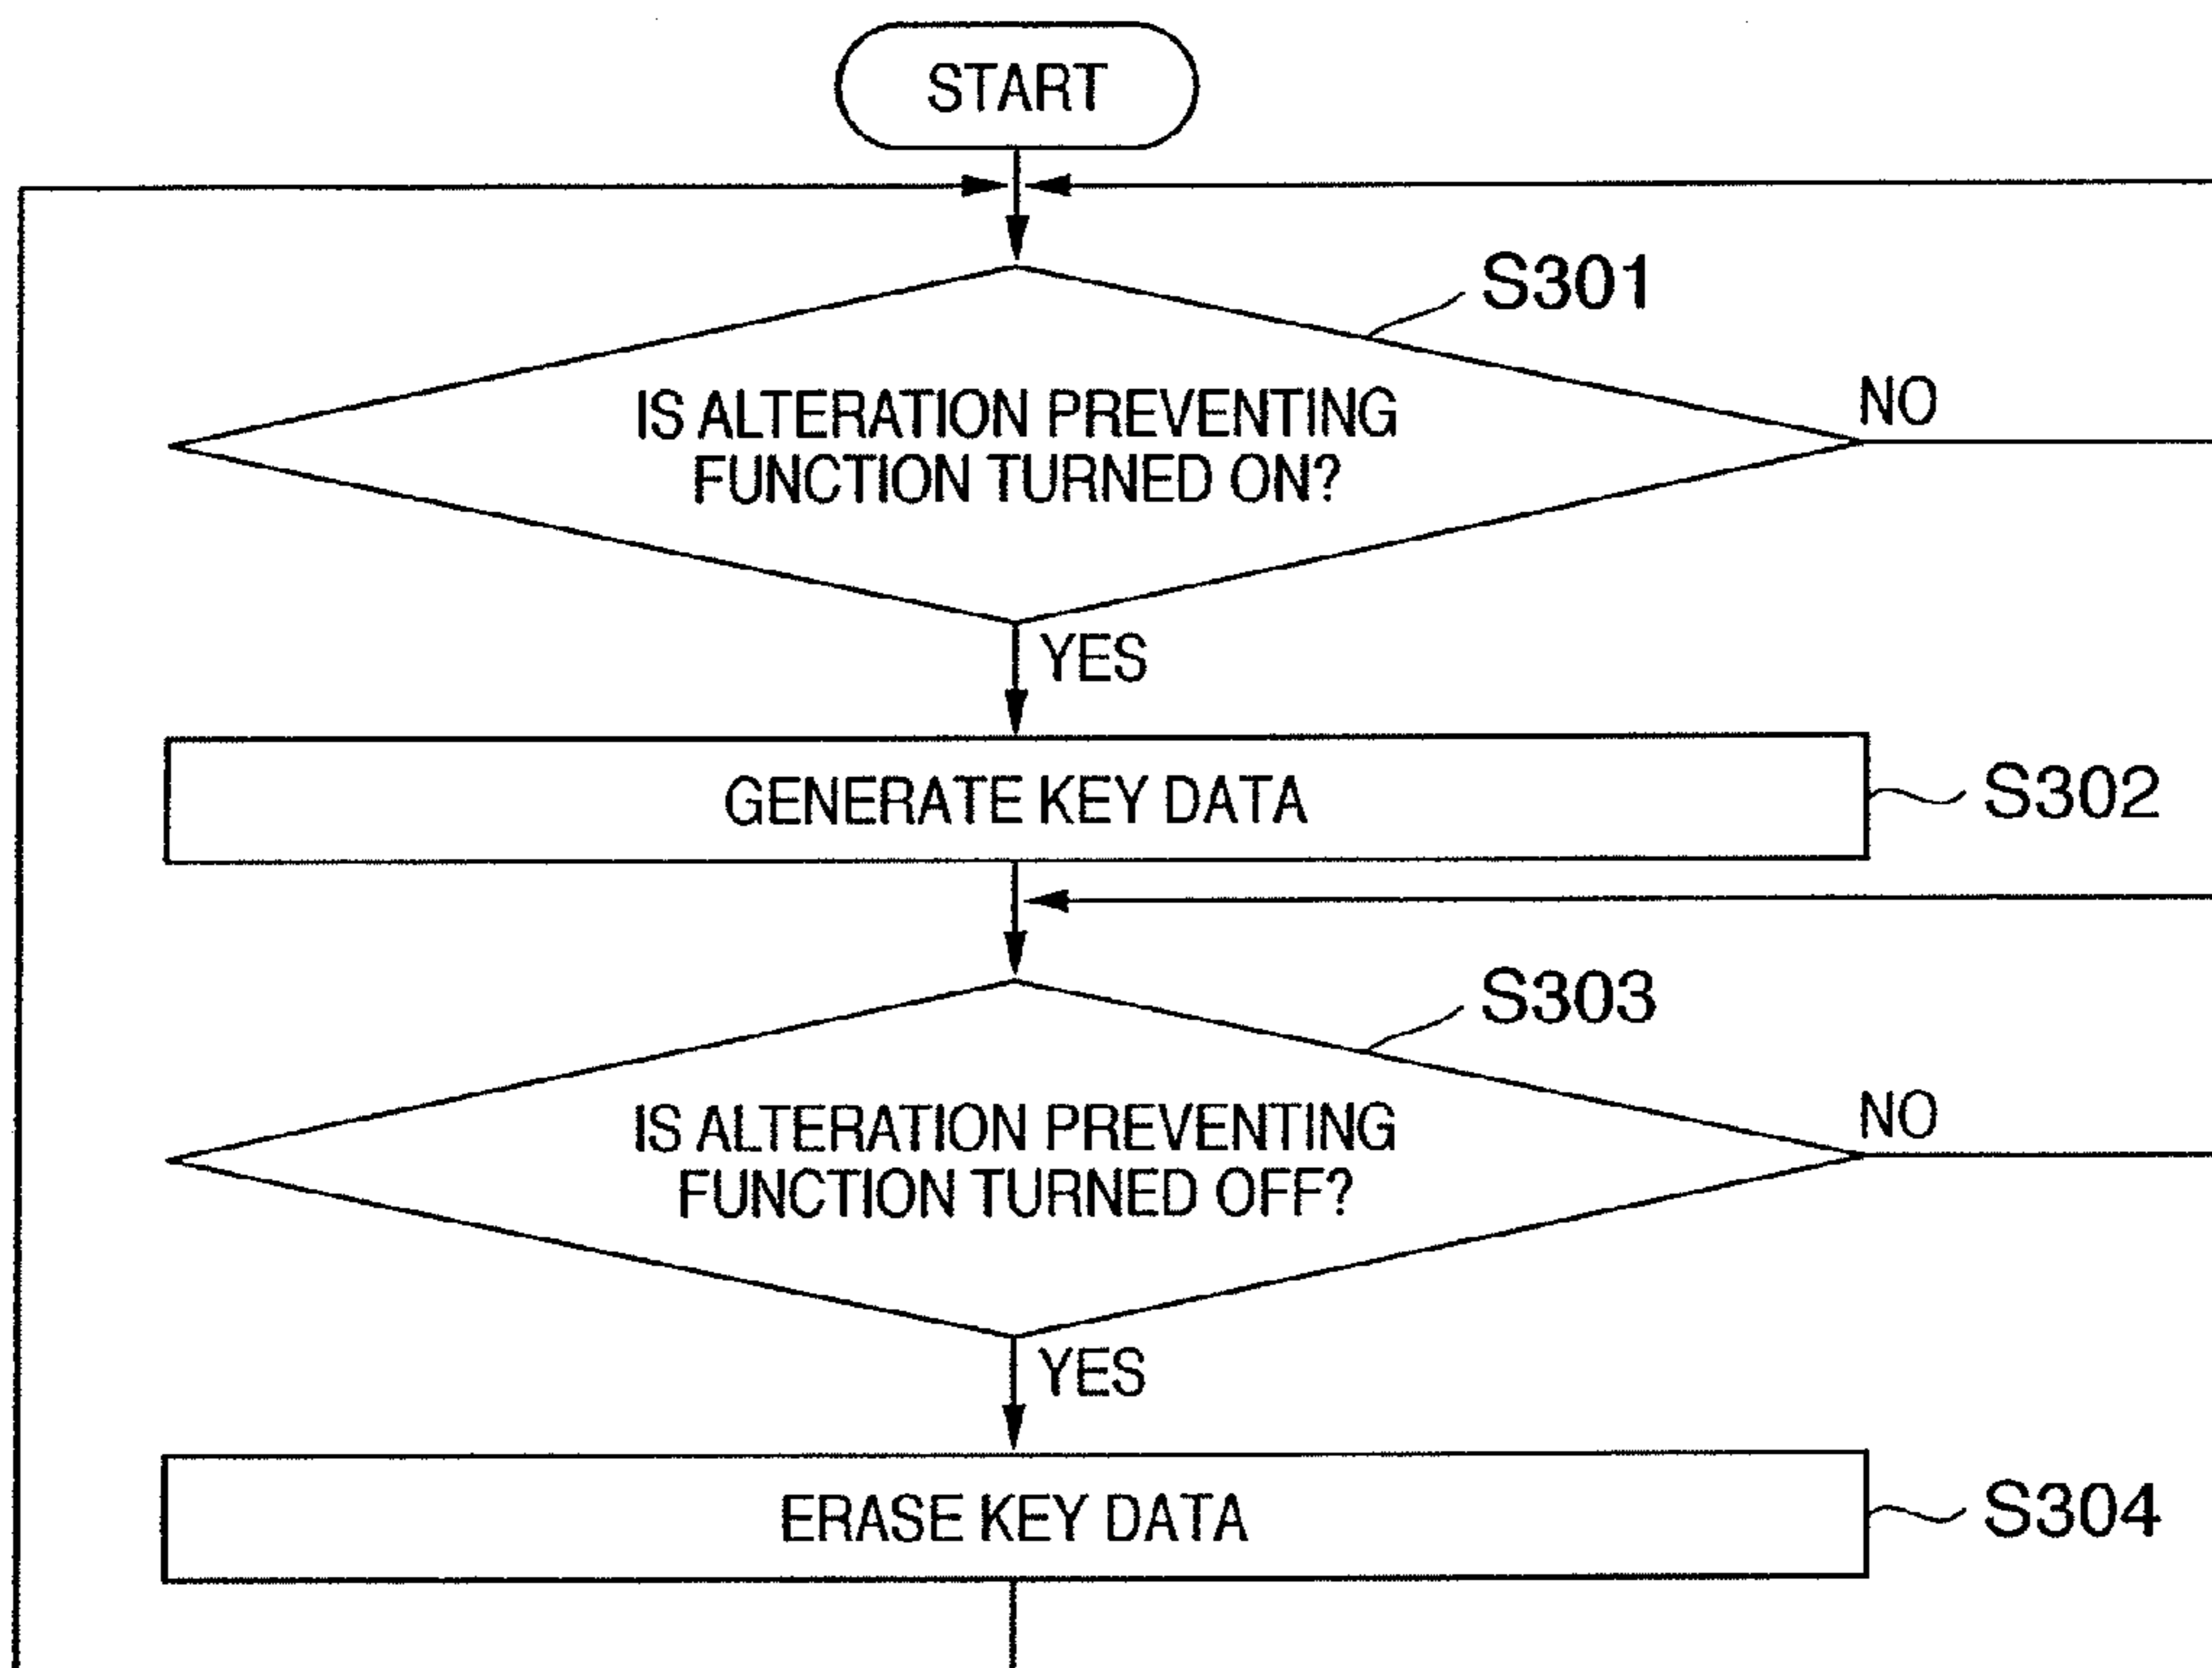 START
S301
IS ALTERATION PREVENTING
FUNCTION TURNED ON?
NO
YES
GENERATE KEY DATA
S302
S303
IS ALTERATION PREVENTING
FUNCTION TURNED OFF?
NO
YES
ERASE KEY DATA
S304